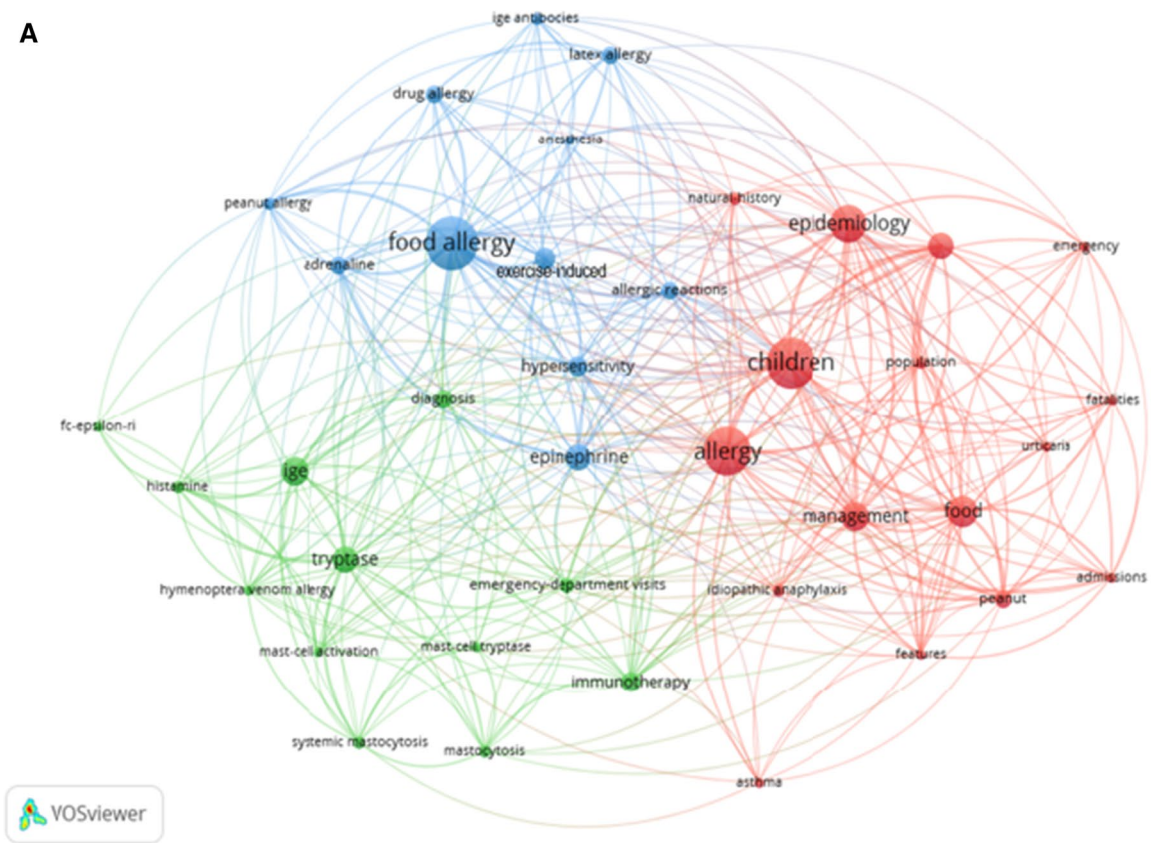 A
ige antibocies
latex allergy
drug allergy
anesthesia
peanut allergy
natural-history
epidemiology
food allergy
emergency
adrenaline
exercise-induced
allergic reactions
children
population
hypersensitivity
diagnosis
fatalities
fc-epsilon-ri
urticaria
allergy
epinephrine
ige
histamine
food
management
tryptase
admissions
emergency-department visits
hymenoptera venom allergy
idiopathic anaphylaxis
peanut
mast-cell tryptase
mast-cell activation
features
immunotherapy
systemic mastocytosis
mastocytosis
asthma
VOSviewer